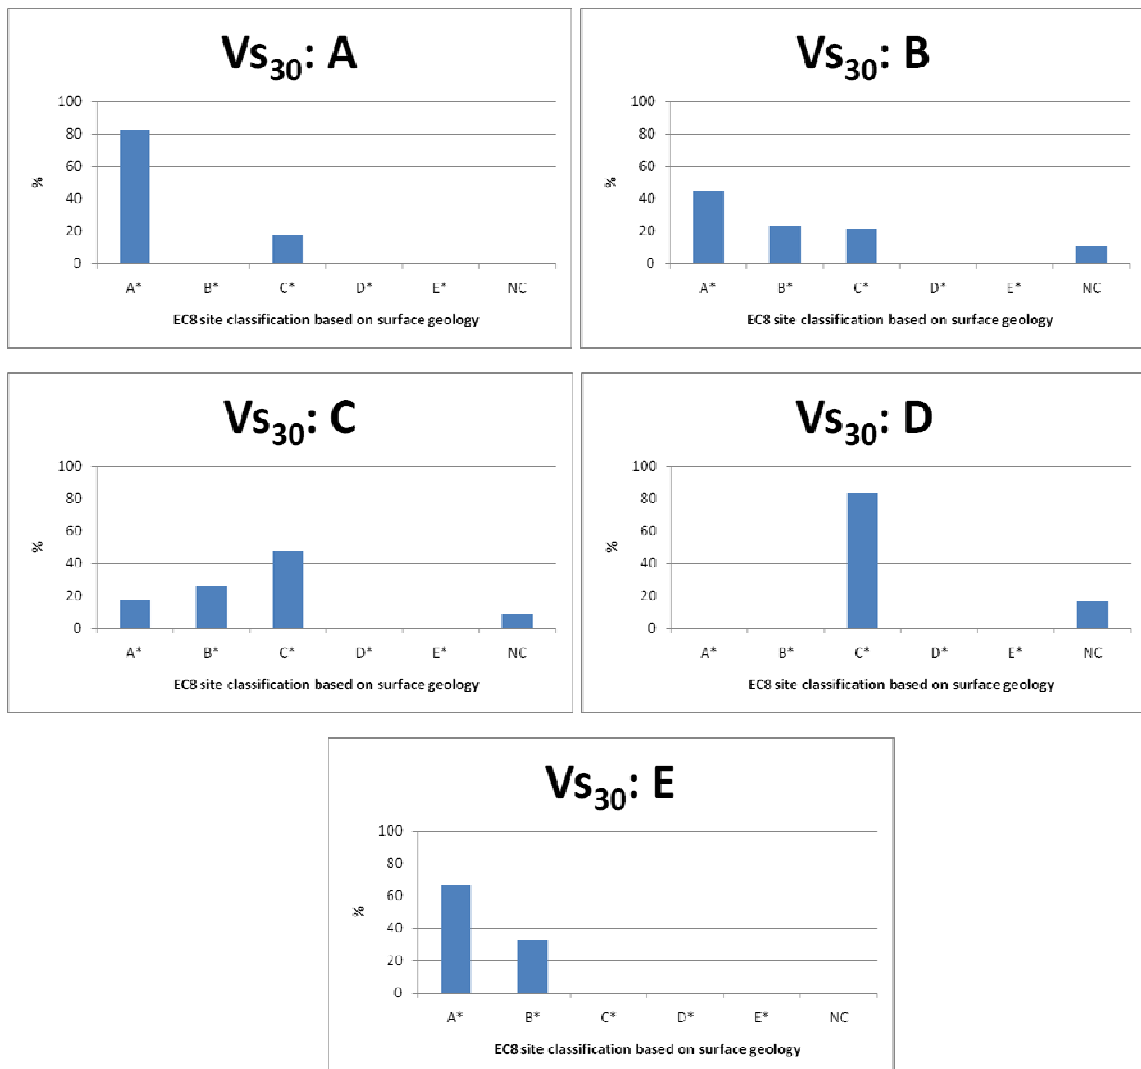 Vs30: A
100
80
60
40
20
0
%
A* B* C* D* E* NC
EC8 site classification based on surface geology
Vs30: B
100
80
60
40
20
0
%
A* B* C* D* E* NC
EC8 site classification based on surface geology
Vs30: C
100
80
60
40
20
0
%
A* B* C* D* E* NC
EC8 site classification based on surface geology
Vs30: D
100
80
60
40
20
0
%
A* B* C* D* E* NC
EC8 site classification based on surface geology
Vs30: E
100
80
60
40
20
0
%
A* B* C* D* E* NC
EC8 site classification based on surface geology